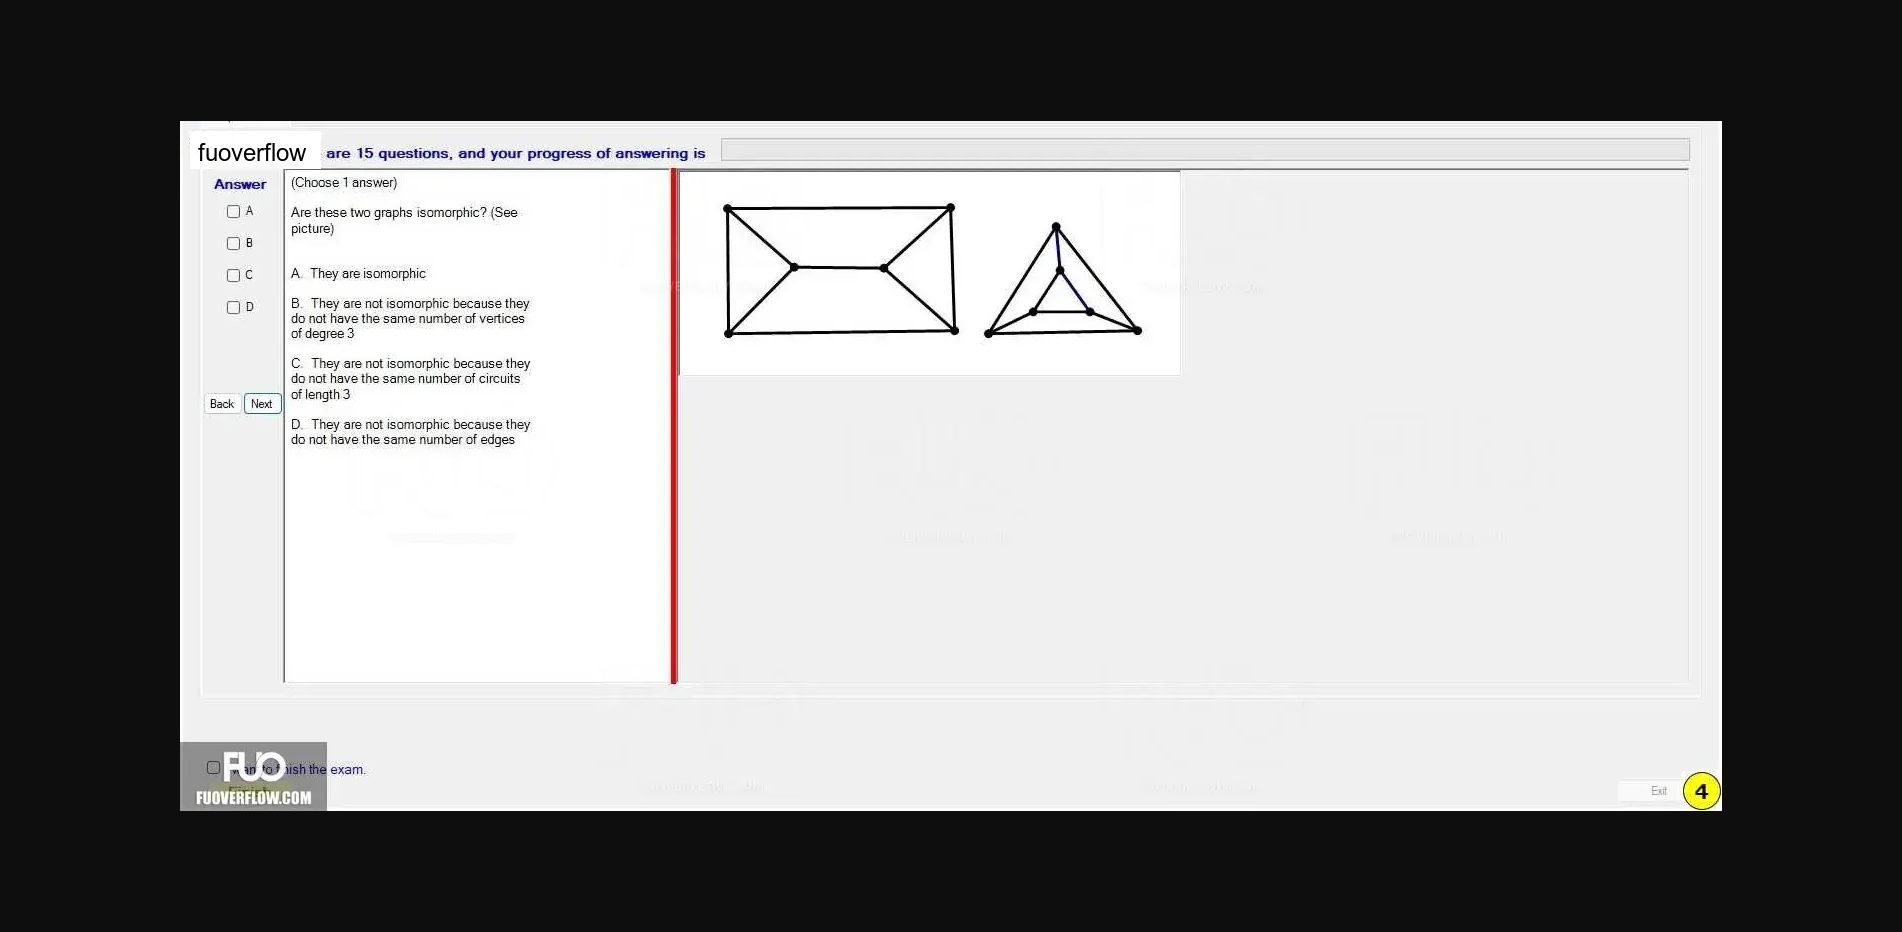 fuoverflow are 15 questions, and your progress of answering is
Answer
A
B
C
D
Back Next
(Choose 1 answer)
Are these two graphs isomorphic? (See
picture)
A. They are isomorphic
B. They are not isomorphic because they
do not have the same number of vertices
of degree 3
C. They are not isomorphic because they
do not have the same number of circuits
of length 3
D. They are not isomorphic because they
do not have the same number of edges
FUO
the exam.
FUOVERFLOW.COM
Exit
4